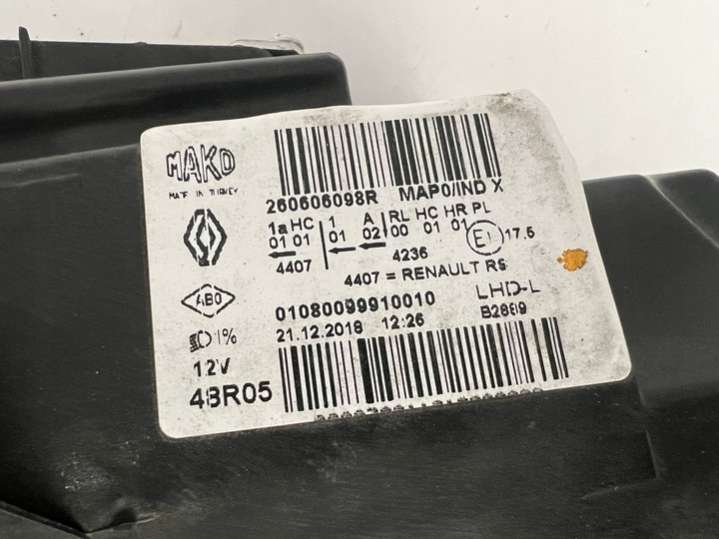 MAKO
MADE IN TURKEY
260606098R MAP0/IND X
1a HC 1 A RL HC HR PL
01 01 01 02 00 01 01
4407 4236 E1 17.5
4407 = RENAULT RS
ABO
01080099910010 LHD-L
21.12.2018 12:26 B2889
1%
12V
48R05